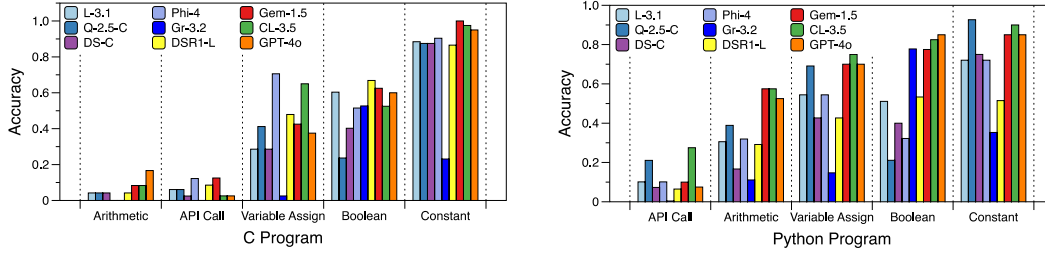 L-3.1 Phi-4 Gem-1.5
Q-2.5-C Gr-3.2 CL-3.5
DS-C DSR1-L GPT-4o
Accuracy
1.0
0.8
0.6
0.4
0.2
0
Arithmetic API Call Variable Assign Boolean Constant
C Program
L-3.1 Phi-4 Gem-1.5
Q-2.5-C Gr-3.2 CL-3.5
DS-C DSR1-L GPT-4o
Accuracy
1.0
0.8
0.6
0.4
0.2
0
API Call Arithmetic Variable Assign Boolean Constant
Python Program